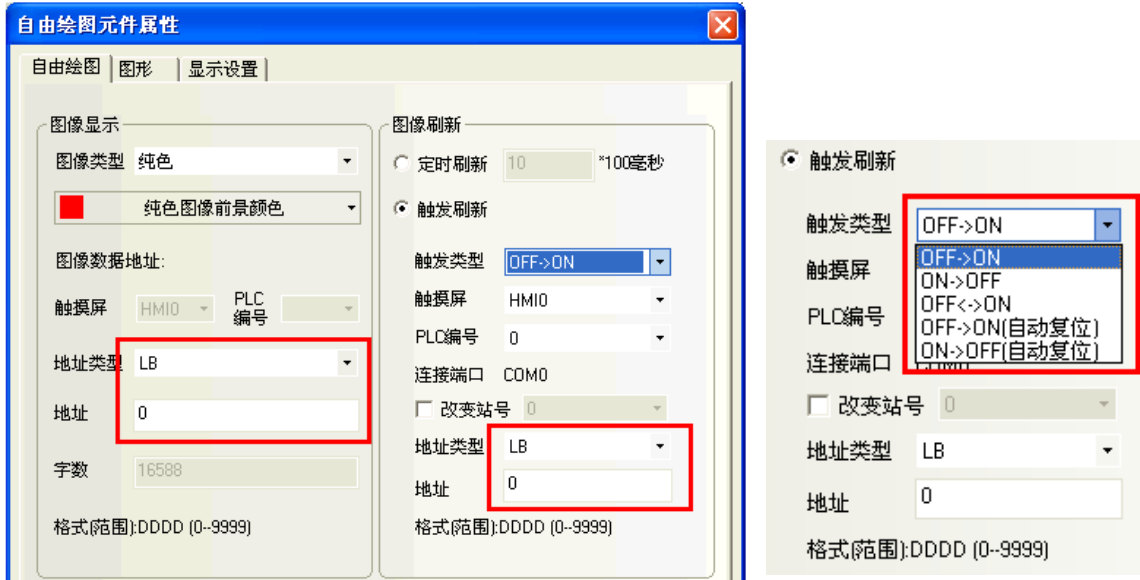 自由绘图元件属性
自由绘图
图形
显示设置
图像显示
图像类型 纯色
纯色图像前景颜色
图像数据地址:
触摸屏 HMI0 PLC编号
地址类型 LB
地址 0
字数 16588
格式(范围):DDDD (0--9999)
图像刷新
定时刷新 10 *100毫秒
触发刷新
触发类型 OFF->ON
触摸屏 HMI0
PLC编号 0
连接端口 COM0
改变站号 0
地址类型 LB
地址 0
格式(范围):DDDD (0--9999)
触发刷新
触发类型 OFF->ON
OFF->ON
触摸屏 ON->OFF
OFF<->ON
PLC编号 OFF->ON(自动复位)
ON->OFF(自动复位)
连接端口 COM0
改变站号 0
地址类型 LB
地址 0
格式(范围):DDDD (0--9999)